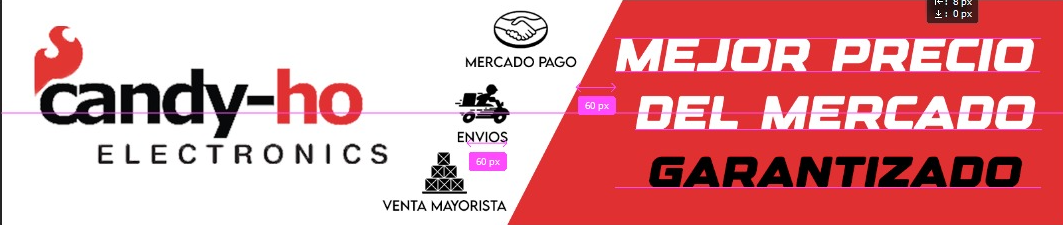 candy-ho
ELECTRONICS
MERCADO PAGO
ENVIOS
VENTA MAYORISTA
MEJOR PRECIO
DEL MERCADO
GARANTIZADO
60 px
60 px
: 8 px
: 0 px